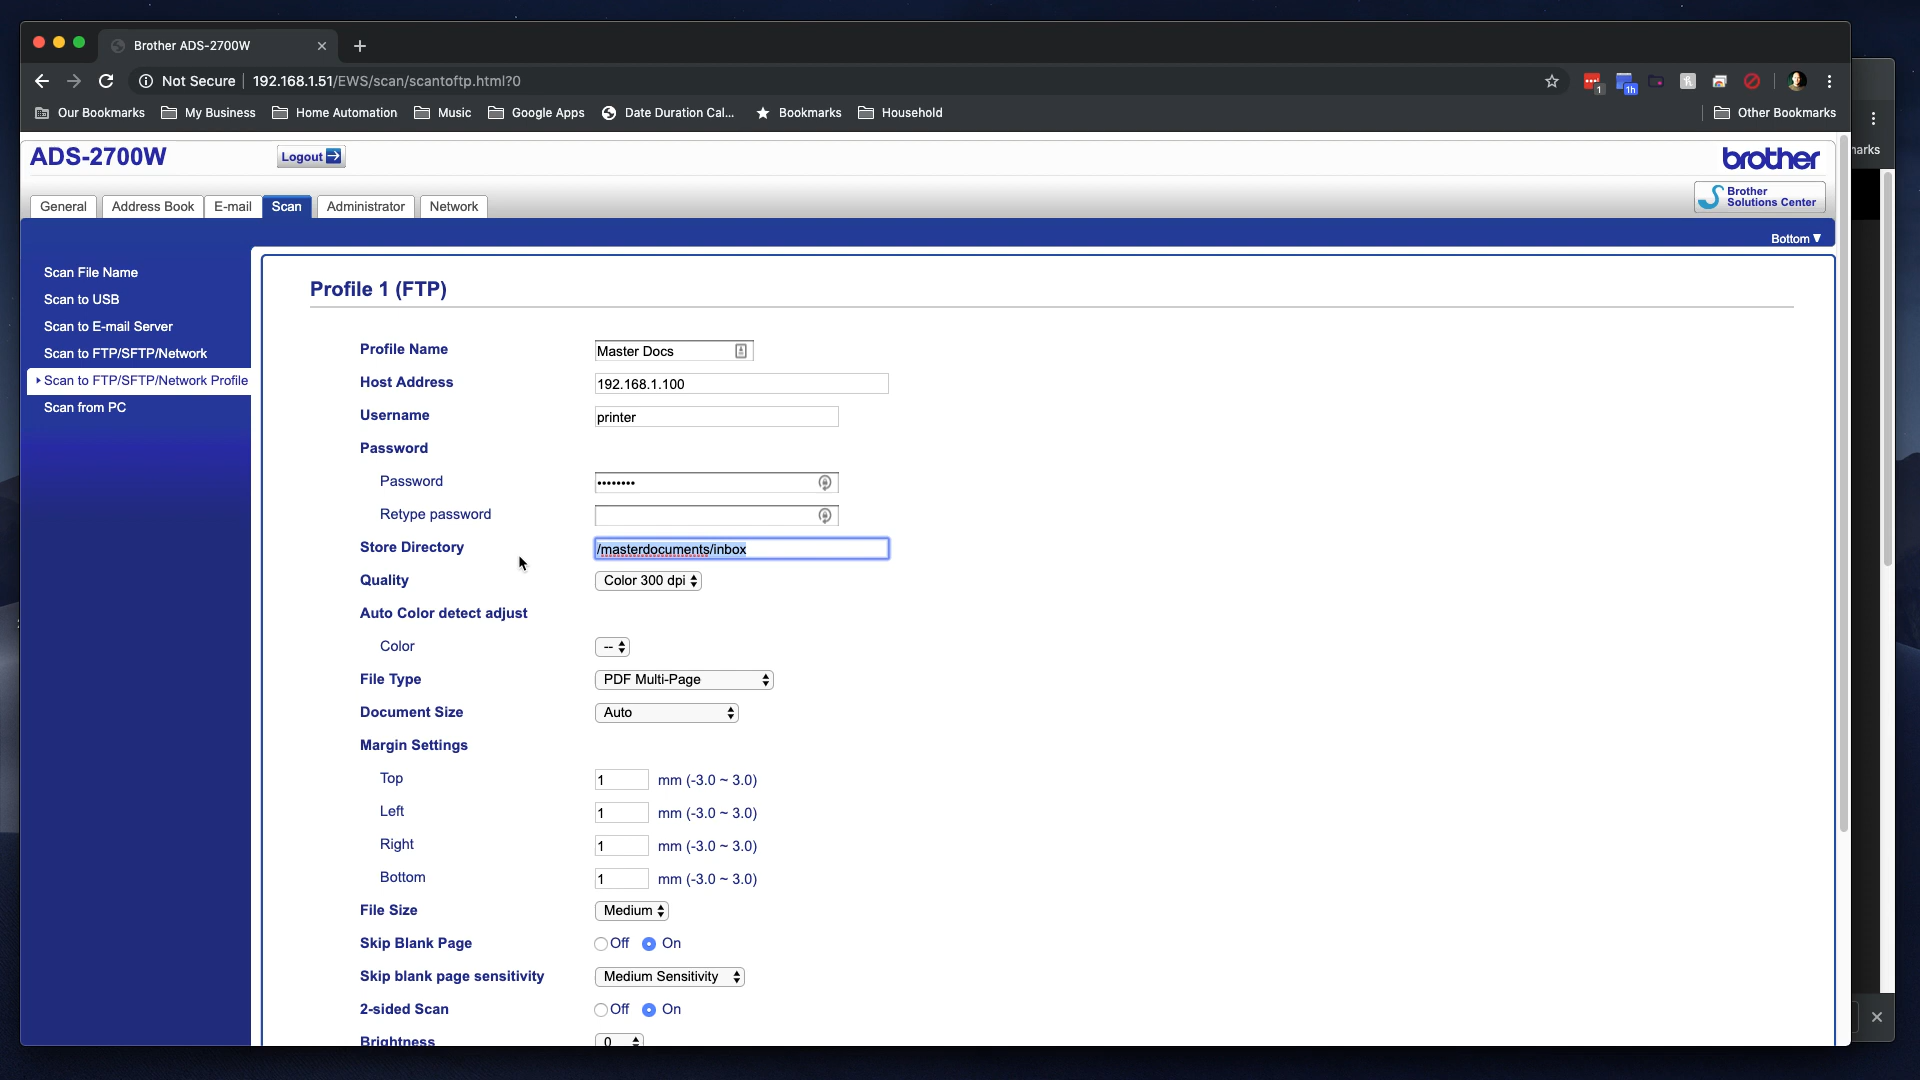 Brother ADS-2700W
Not Secure 192.168.1.51/EWS/scan/scantoftp.html?0
1
1h
Our Bookmarks My Business Home Automation Music Google Apps Date Duration Cal... Bookmarks Household Other Bookmarks
arks
ADS-2700W Logout brother
General Address Book E-mail Scan Administrator Network
Brother
Solutions Center
Bottom▼
Scan File Name
Scan to USB
Scan to E-mail Server
Scan to FTP/SFTP/Network
Scan to FTP/SFTP/Network Profile
Scan from PC
Profile 1 (FTP)
Profile Name Master Docs
Host Address 192.168.1.100
Username printer
Password
Password ••••••••
Retype password
Store Directory /masterdocuments/inbox
Quality Color 300 dpi
Auto Color detect adjust
Color --
File Type PDF Multi-Page
Document Size Auto
Margin Settings
Top 1 mm (-3.0 ~ 3.0)
Left 1 mm (-3.0 ~ 3.0)
Right 1 mm (-3.0 ~ 3.0)
Bottom 1 mm (-3.0 ~ 3.0)
File Size Medium
Skip Blank Page Off On
Skip blank page sensitivity Medium Sensitivity
2-sided Scan Off On
Brightness 0